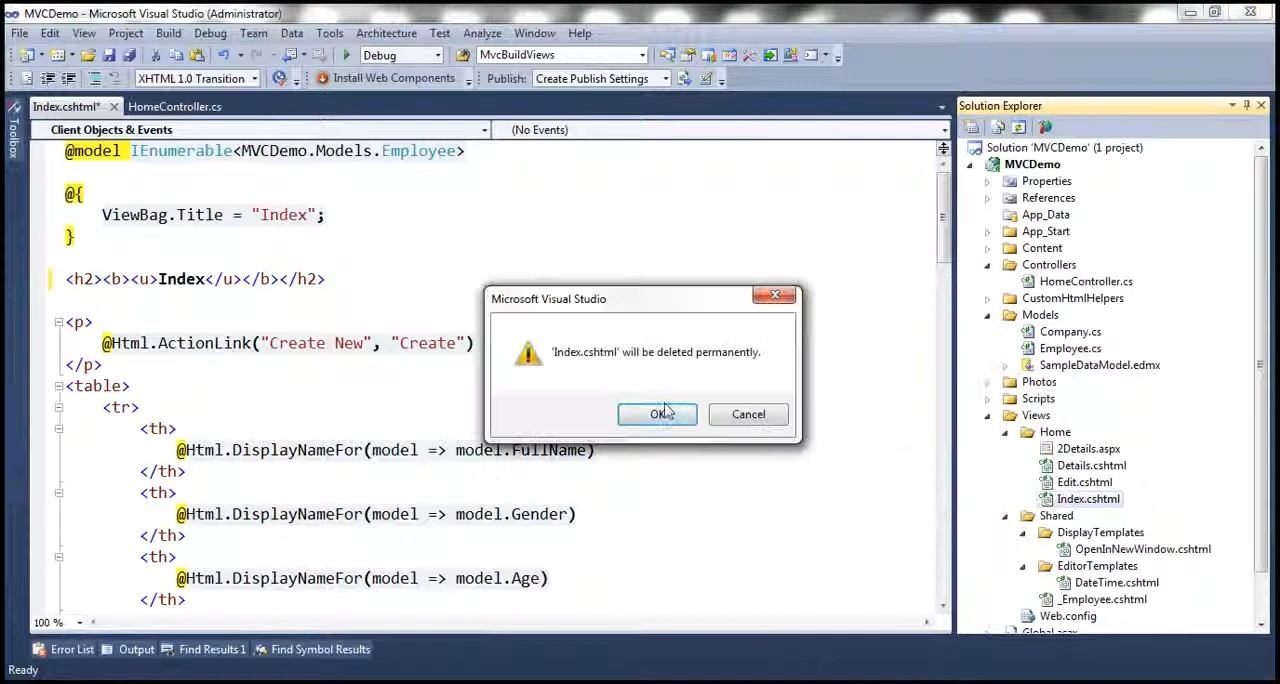 MVCDemo - Microsoft Visual Studio (Administrator)
File Edit View Project Build Debug Team Data Tools Architecture Test Analyze Window Help
Debug MvcBuildViews
XHTML 1.0 Transition Install Web Components Publish: Create Publish Settings
Index.cshtml* HomeController.cs
Toolbox
Client Objects & Events (No Events)
@model IEnumerable<MVCDemo.Models.Employee>
@{
ViewBag.Title = "Index";
}
<h2><b><u>Index</u></b></h2>
<p>
@Html.ActionLink("Create New", "Create")
</p>
<table>
<tr>
<th>
@Html.DisplayNameFor(model => model.FullName)
</th>
<th>
@Html.DisplayNameFor(model => model.Gender)
</th>
<th>
@Html.DisplayNameFor(model => model.Age)
</th>
100 %
Microsoft Visual Studio
'Index.cshtml' will be deleted permanently.
OK Cancel
Solution Explorer
Solution 'MVCDemo' (1 project)
MVCDemo
Properties
References
App_Data
App_Start
Content
Controllers
HomeController.cs
CustomHtmlHelpers
Models
Company.cs
Employee.cs
SampleDataModel.edmx
Photos
Scripts
Views
Home
2Details.aspx
Details.cshtml
Edit.cshtml
Index.cshtml
Shared
DisplayTemplates
OpenInNewWindow.cshtml
EditorTemplates
DateTime.cshtml
_Employee.cshtml
Web.config
Global.asax
Error List Output Find Results 1 Find Symbol Results
Ready